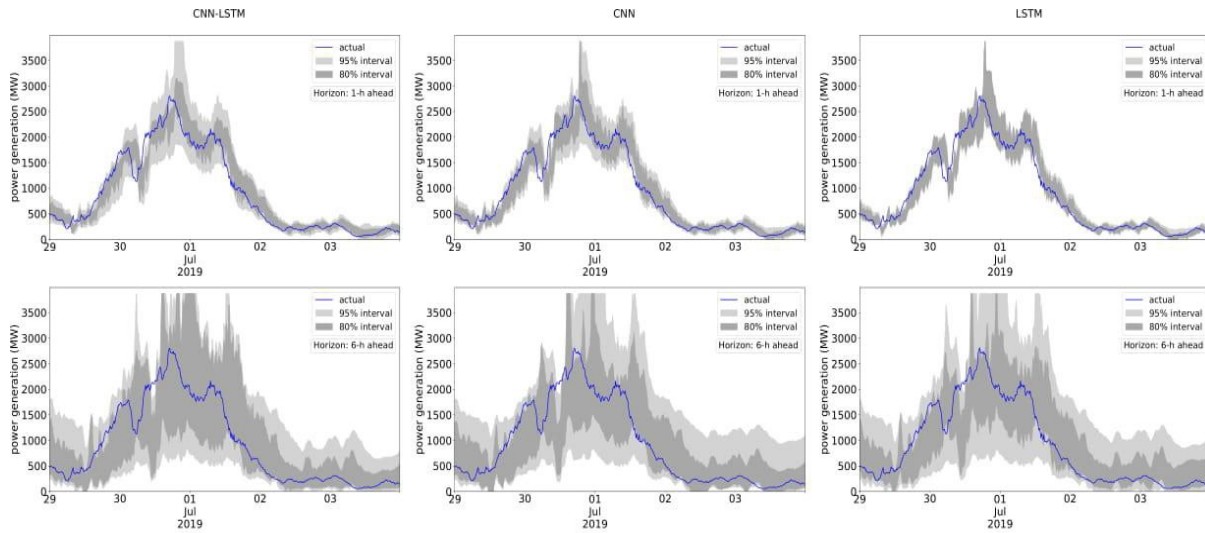 CNN-LSTM
CNN
LSTM
power generation (MW)
3500
3000
2500
2000
1500
1000
500
0
29
30
01
02
03
Jul
2019
actual
95% interval
80% interval
Horizon: 1-h ahead
power generation (MW)
3500
3000
2500
2000
1500
1000
500
0
29
30
01
02
03
Jul
2019
actual
95% interval
80% interval
Horizon: 1-h ahead
power generation (MW)
3500
3000
2500
2000
1500
1000
500
0
29
30
01
02
03
Jul
2019
actual
95% interval
80% interval
Horizon: 1-h ahead
power generation (MW)
3500
3000
2500
2000
1500
1000
500
0
29
30
01
02
03
Jul
2019
actual
95% interval
80% interval
Horizon: 6-h ahead
power generation (MW)
3500
3000
2500
2000
1500
1000
500
0
29
30
01
02
03
Jul
2019
actual
95% interval
80% interval
Horizon: 6-h ahead
power generation (MW)
3500
3000
2500
2000
1500
1000
500
0
29
30
01
02
03
Jul
2019
actual
95% interval
80% interval
Horizon: 6-h ahead